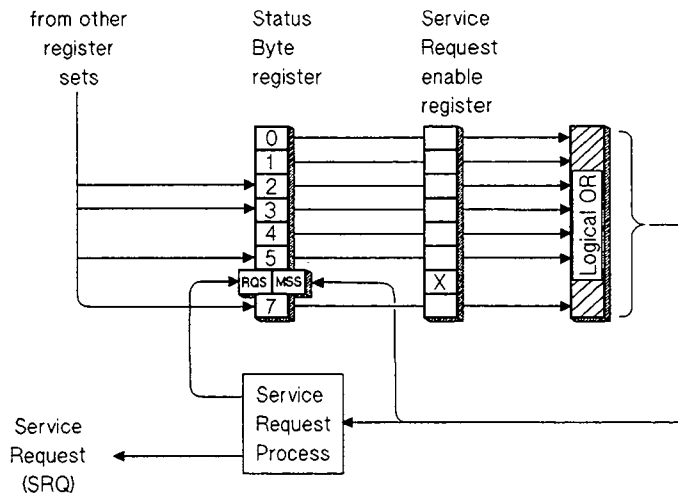 from other
register
sets
Status
Byte
register
Service
Request
enable
register
0
1
2
3
4
5
RQS
MSS
7
X
Logical OR
Service
Request
Process
Service
Request
(SRQ)